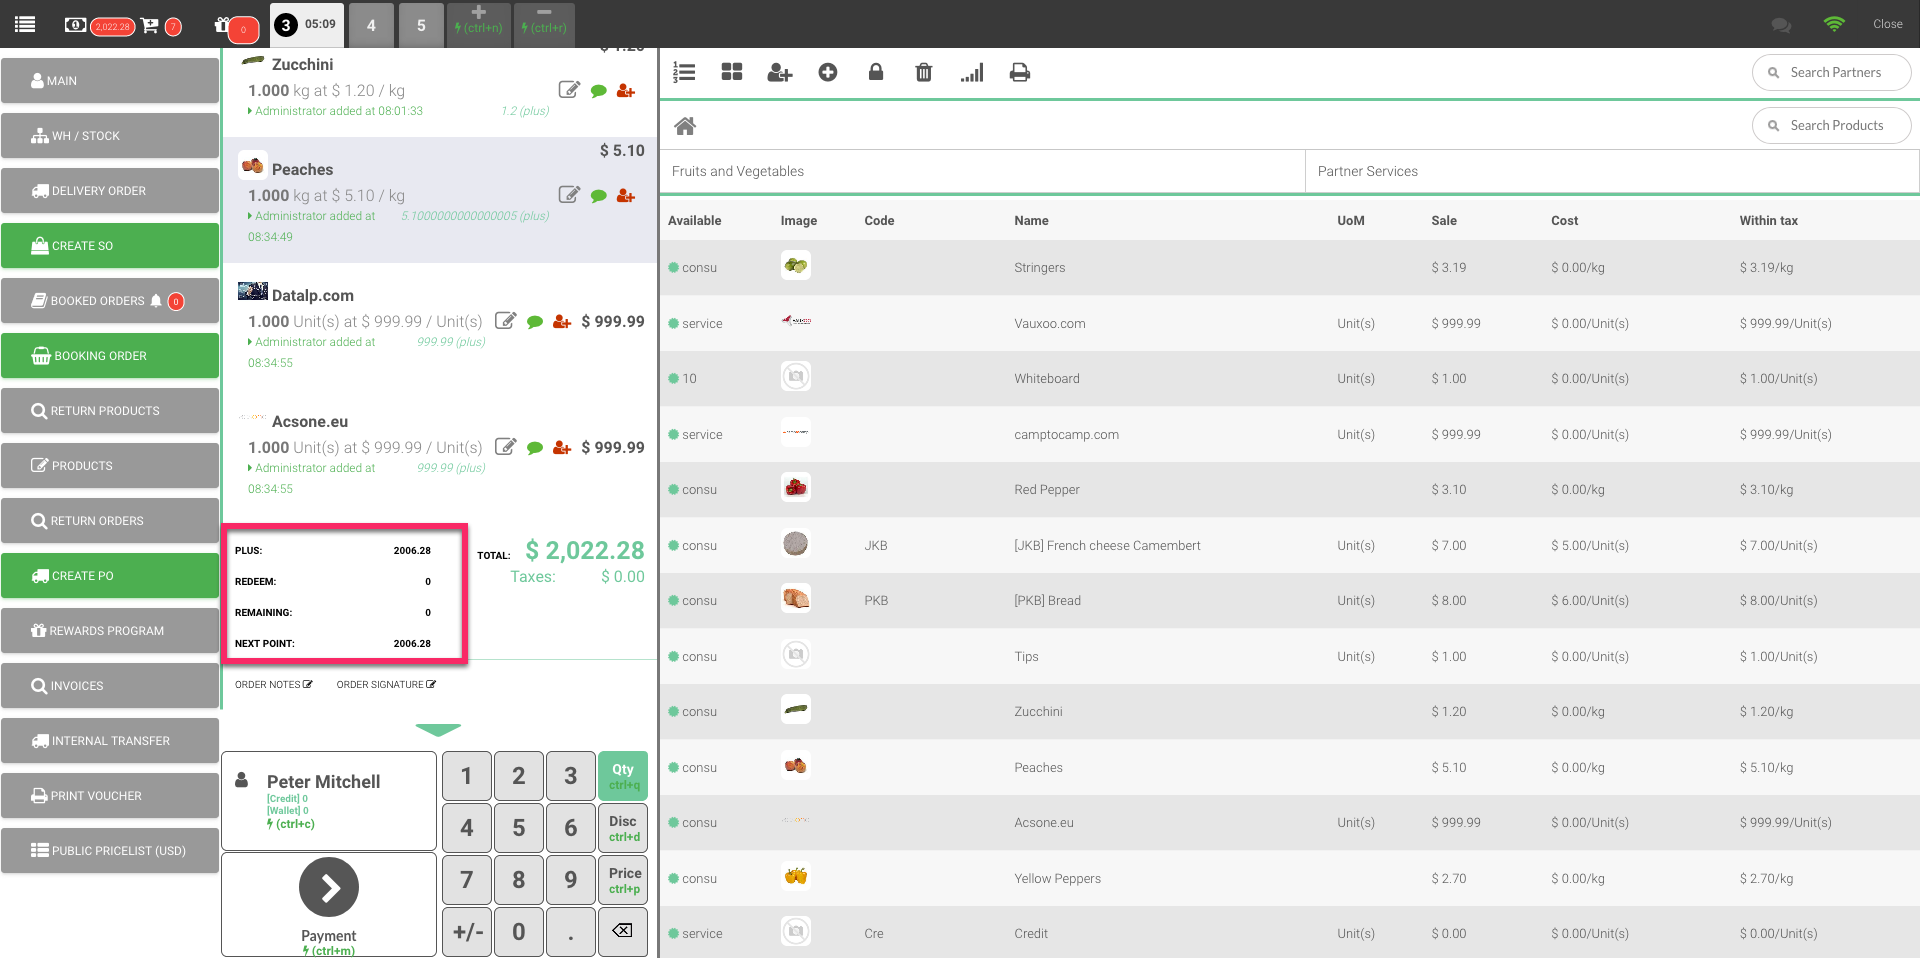 2,022.28
7
0
3 05:09
4
5
(ctrl+n)
(ctrl+r)
Close
MAIN
WH / STOCK
DELIVERY ORDER
CREATE SO
BOOKED ORDERS 0
BOOKING ORDER
RETURN PRODUCTS
PRODUCTS
RETURN ORDERS
CREATE PO
REWARDS PROGRAM
INVOICES
INTERNAL TRANSFER
PRINT VOUCHER
PUBLIC PRICELIST (USD)
$ 1.20
Zucchini
1.000 kg at $ 1.20 / kg
Administrator added at 08:01:33 1.2 (plus)
$ 5.10
Peaches
1.000 kg at $ 5.10 / kg
Administrator added at 5.1000000000000005 (plus)
08:34:49
Datalp.com
1.000 Unit(s) at $ 999.99 / Unit(s) $ 999.99
Administrator added at 999.99 (plus)
08:34:55
Acsone.eu
1.000 Unit(s) at $ 999.99 / Unit(s) $ 999.99
Administrator added at 999.99 (plus)
08:34:55
PLUS: 2006.28
REDEEM: 0
REMAINING: 0
NEXT POINT: 2006.28
TOTAL: $ 2,022.28
Taxes: $ 0.00
ORDER NOTES ORDER SIGNATURE
Peter Mitchell
[Credit] 0
[Wallet] 0
(ctrl+c)
Payment
(ctrl+m)
1 2 3 Qty
ctrl+q
4 5 6 Disc
ctrl+d
7 8 9 Price
ctrl+p
+/- 0 .
Search Partners
Search Products
Fruits and Vegetables Partner Services
Available Image Code Name UoM Sale Cost Within tax
consu Stringers $ 3.19 $ 0.00/kg $ 3.19/kg
service Vauxoo.com Unit(s) $ 999.99 $ 0.00/Unit(s) $ 999.99/Unit(s)
10 Whiteboard Unit(s) $ 1.00 $ 0.00/Unit(s) $ 1.00/Unit(s)
service camptocamp.com Unit(s) $ 999.99 $ 0.00/Unit(s) $ 999.99/Unit(s)
consu Red Pepper $ 3.10 $ 0.00/kg $ 3.10/kg
consu JKB [JKB] French cheese Camembert Unit(s) $ 7.00 $ 5.00/Unit(s) $ 7.00/Unit(s)
consu PKB [PKB] Bread Unit(s) $ 8.00 $ 6.00/Unit(s) $ 8.00/Unit(s)
consu Tips Unit(s) $ 1.00 $ 0.00/Unit(s) $ 1.00/Unit(s)
consu Zucchini $ 1.20 $ 0.00/kg $ 1.20/kg
consu Peaches $ 5.10 $ 0.00/kg $ 5.10/kg
consu Acsone.eu Unit(s) $ 999.99 $ 0.00/Unit(s) $ 999.99/Unit(s)
consu Yellow Peppers $ 2.70 $ 0.00/kg $ 2.70/kg
service Cre Credit Unit(s) $ 0.00 $ 0.00/Unit(s) $ 0.00/Unit(s)